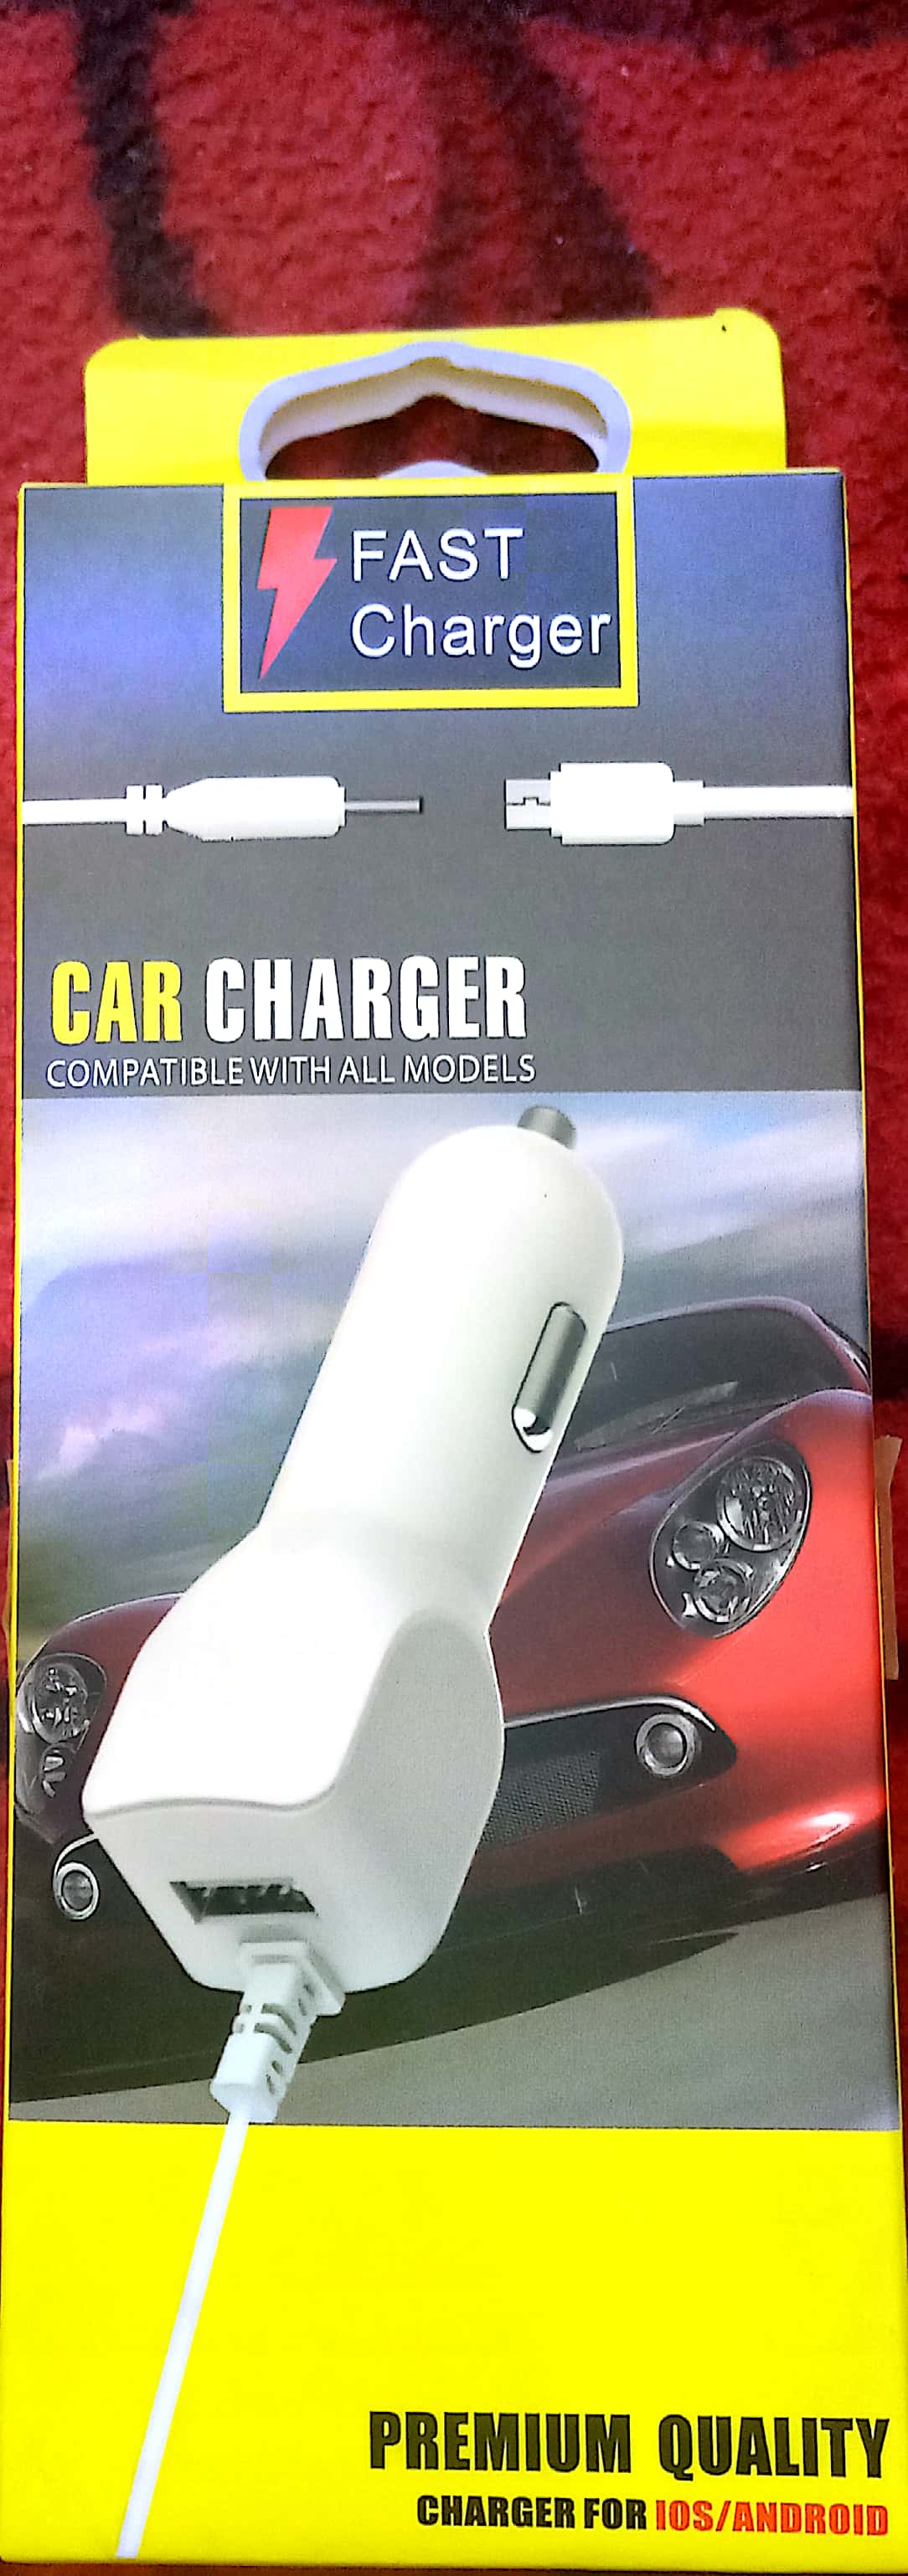 FAST
Charger
CAR CHARGER
COMPATIBLE WITH ALL MODELS
PREMIUM QUALITY
CHARGER FOR IOS/ANDROID